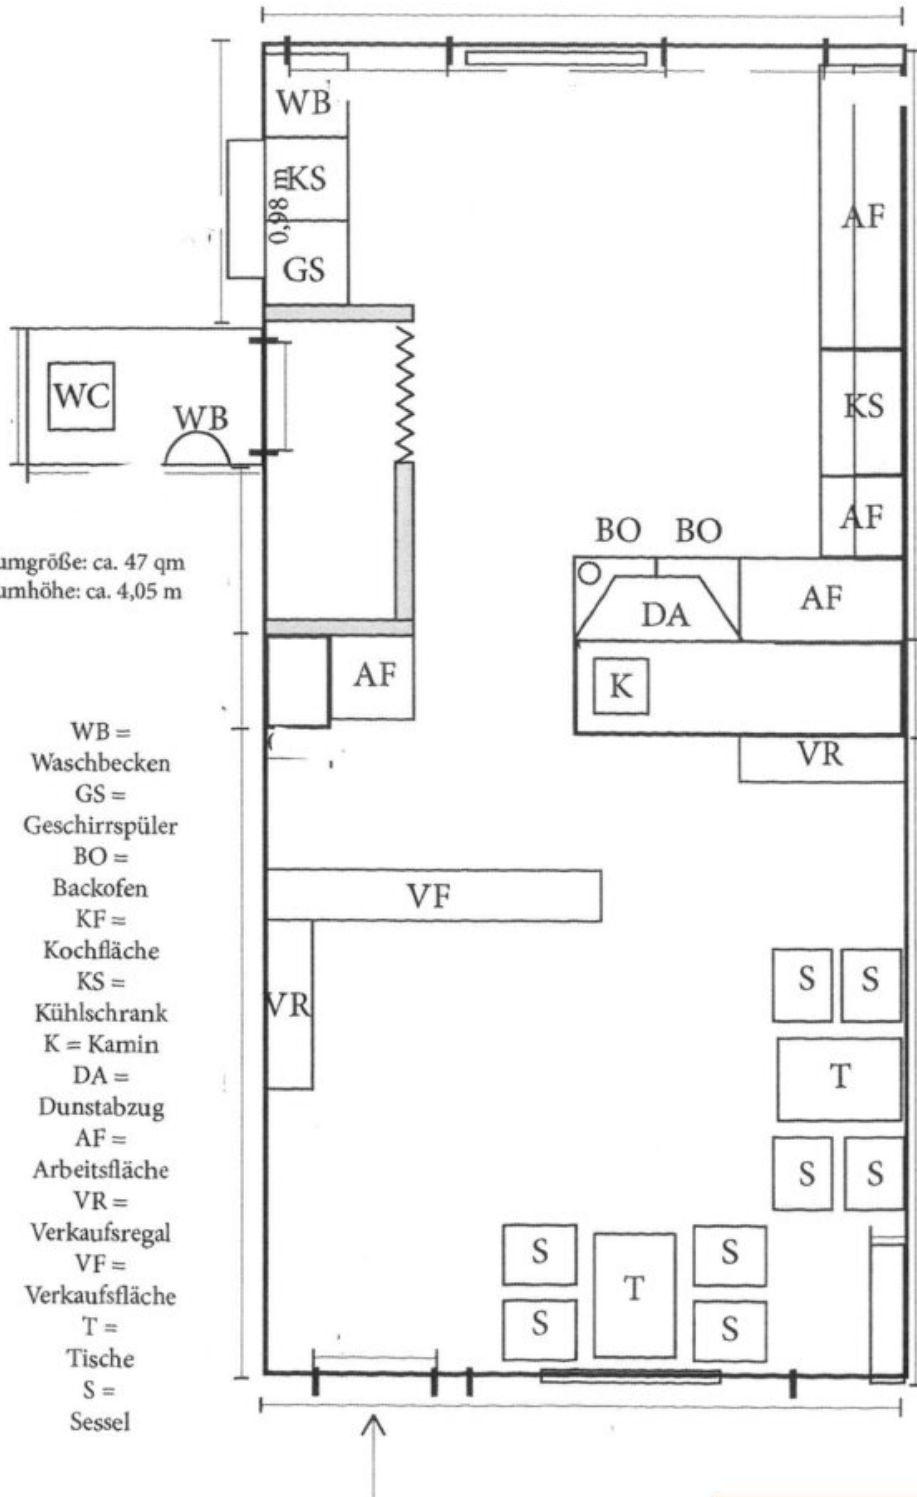 WB
KS
0,98 m
GS
AF
WC
WB
KS
AF
BO BO
umgröße: ca. 47 qm
umhöhe: ca. 4,05 m
DA
AF
AF
K
VR
VF
VR
S S
T
S S
S
S
T
S
S
WB =
Waschbecken
GS =
Geschirrspüler
BO =
Backofen
KF =
Kochfläche
KS =
Kühlschrank
K = Kamin
DA =
Dunstabzug
AF =
Arbeitsfläche
VR =
Verkaufsregal
VF =
Verkaufsfläche
T =
Tische
S =
Sessel